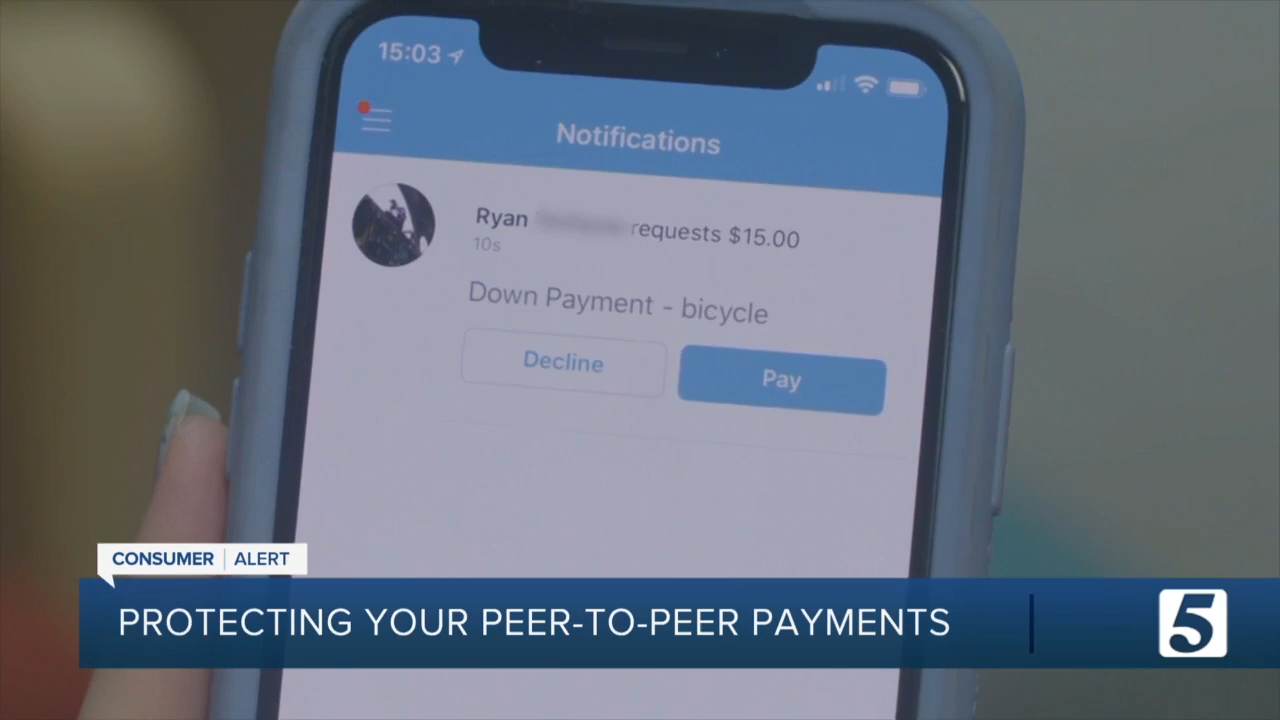 15:03
Notifications
Ryan requests $15.00
10s
Down Payment - bicycle
Decline
Pay
CONSUMER ALERT
PROTECTING YOUR PEER-TO-PEER PAYMENTS
5